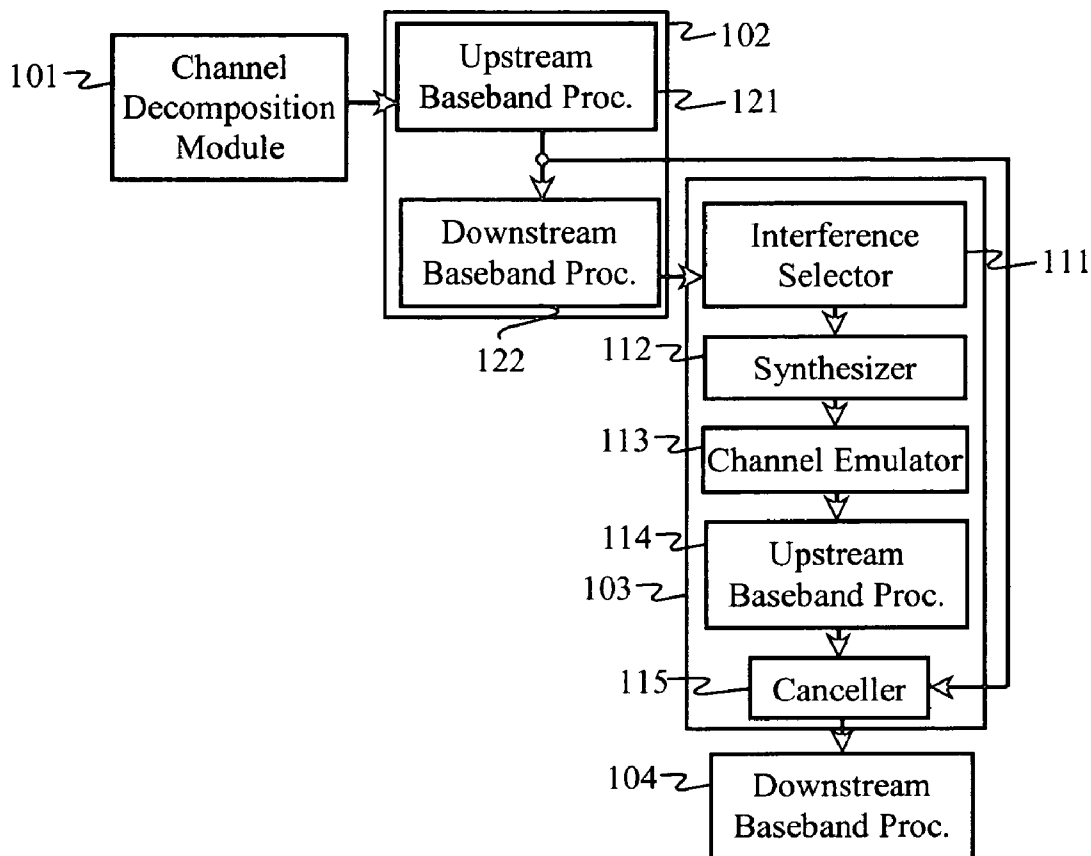 102
Upstream
Baseband Proc.
121
101
Channel
Decomposition
Module
Downstream
Baseband Proc.
122
Interference
Selector
111
112
Synthesizer
113
Channel Emulator
114
Upstream
Baseband Proc.
103
115
Canceller
104
Downstream
Baseband Proc.